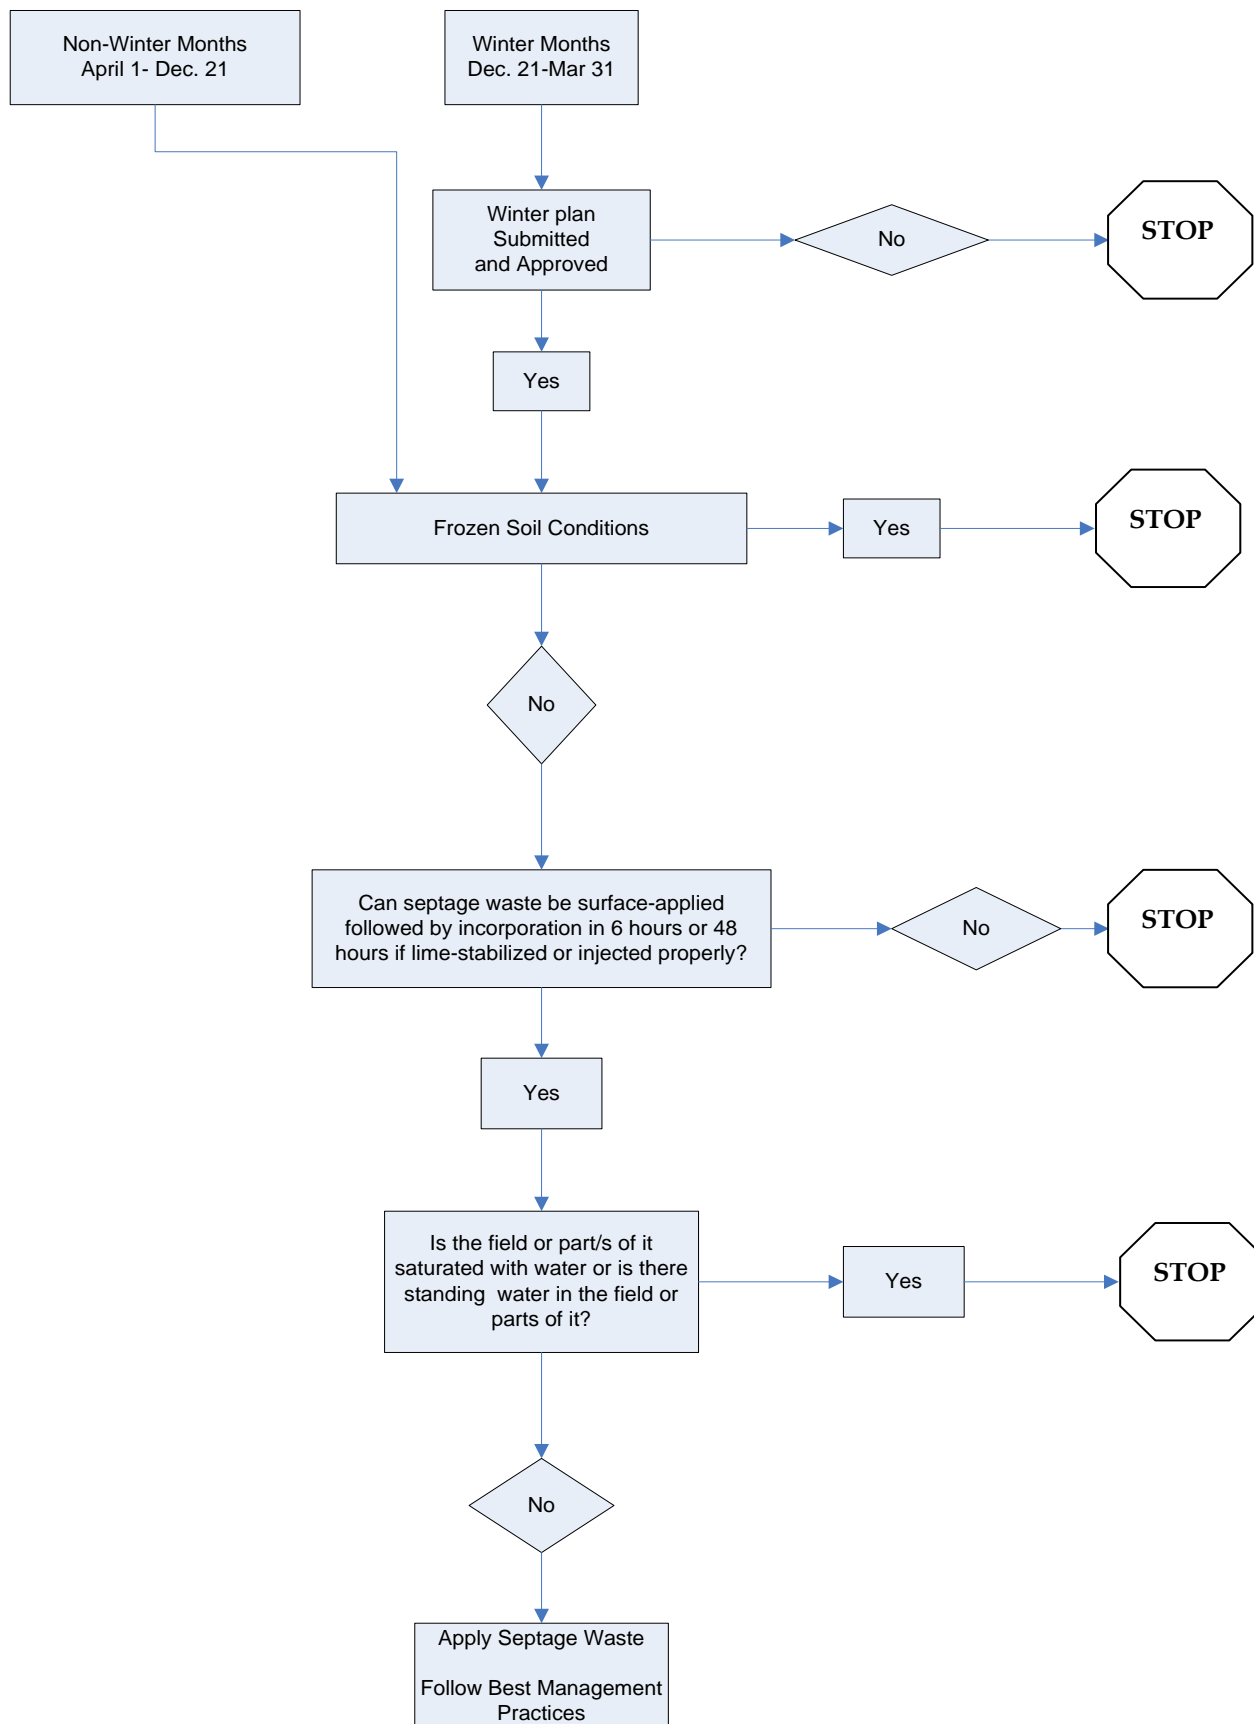 Non-Winter Months
April 1- Dec. 21
Winter Months
Dec. 21-Mar 31
Winter plan
Submitted
and Approved
No
STOP
Yes
Frozen Soil Conditions
Yes
STOP
No
Can septage waste be surface-applied
followed by incorporation in 6 hours or 48
hours if lime-stabilized or injected properly?
No
STOP
Yes
Is the field or part/s of it
saturated with water or is there
standing water in the field or
parts of it?
Yes
STOP
No
Apply Septage Waste
Follow Best Management
Practices